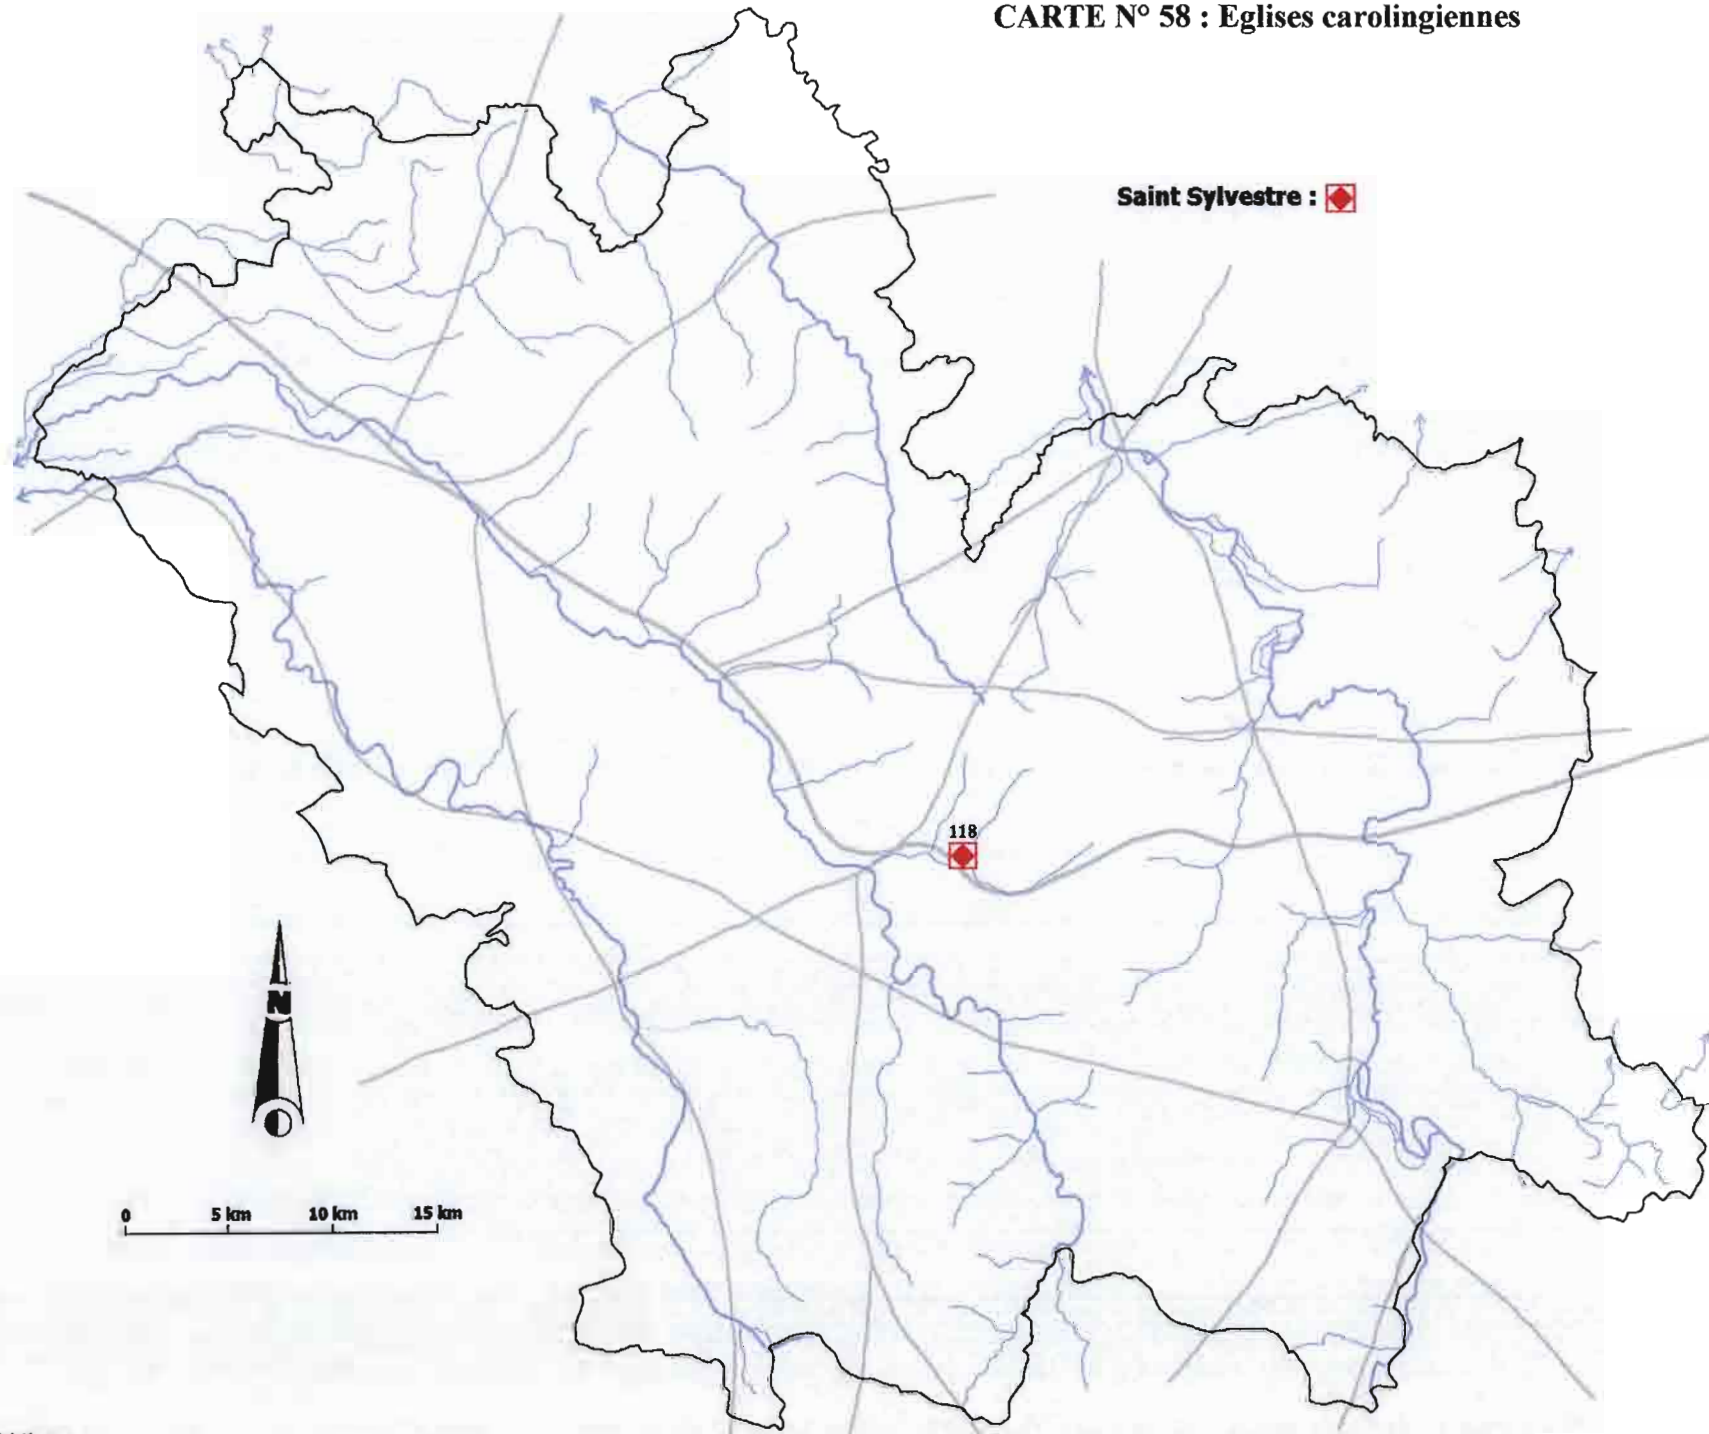 CARTE N° 58 : Eglises carolingiennes
Saint Sylvestre :
118
N
0 5 km 10 km 15 km